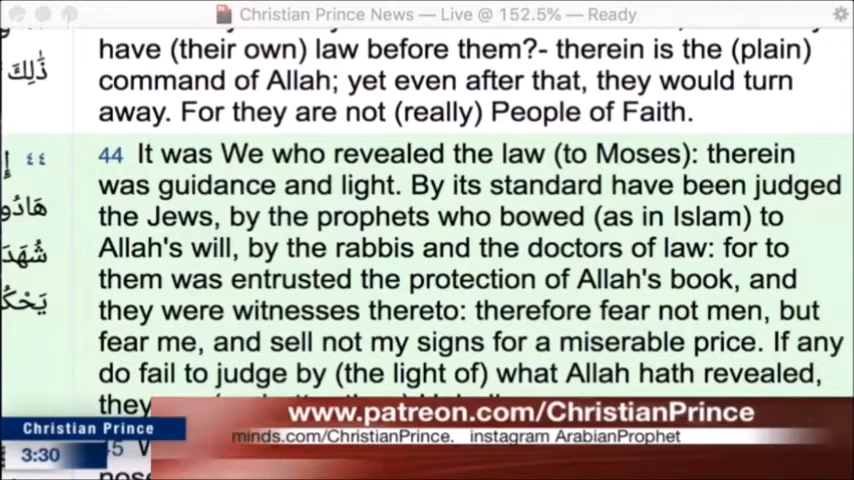 Christian Prince News — Live @ 152.5% — Ready
have (their own) law before them?- therein is the (plain)
ذَٰلِكَ
command of Allah; yet even after that, they would turn
away. For they are not (really) People of Faith.
٤٤
44 It was We who revealed the law (to Moses): therein
was guidance and light. By its standard have been judged
the Jews, by the prophets who bowed (as in Islam) to
Allah's will, by the rabbis and the doctors of law: for to
them was entrusted the protection of Allah's book, and
they were witnesses thereto: therefore fear not men, but
fear me, and sell not my signs for a miserable price. If any
do fail to judge by (the light of) what Allah hath revealed,
they
www.patreon.com/ChristianPrince
Christian Prince
minds.com/ChristianPrince. instagram ArabianProphet
3:30